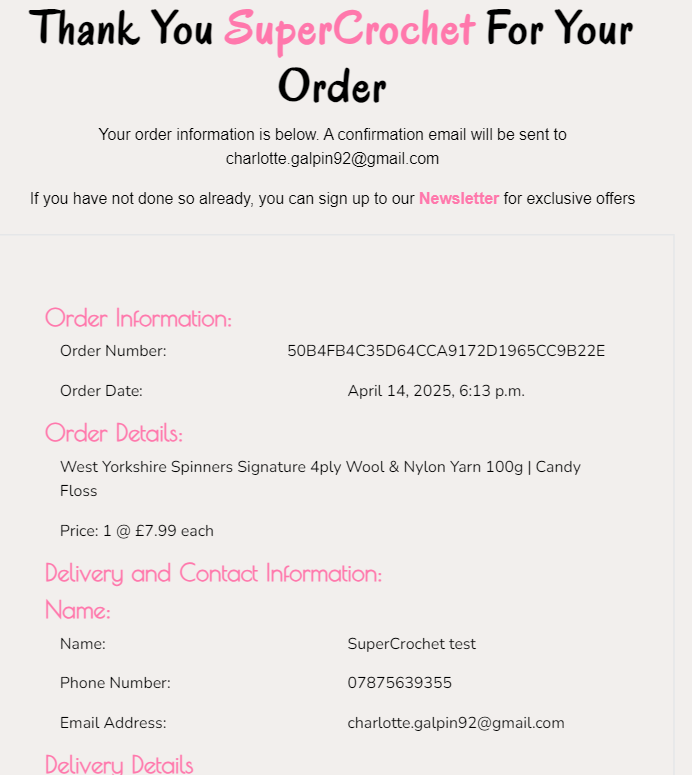 Thank You SuperCrochet For Your
Order
Your order information is below. A confirmation email will be sent to
charlotte.galpin92@gmail.com
If you have not done so already, you can sign up to our Newsletter for exclusive offers
Order Information:
Order Number: 50B4FB4C35D64CCA9172D1965CC9B22E
Order Date: April 14, 2025, 6:13 p.m.
Order Details:
West Yorkshire Spinners Signature 4ply Wool & Nylon Yarn 100g | Candy
Floss
Price: 1 @ £7.99 each
Delivery and Contact Information:
Name:
Name: SuperCrochet test
Phone Number: 07875639355
Email Address: charlotte.galpin92@gmail.com
Delivery Details